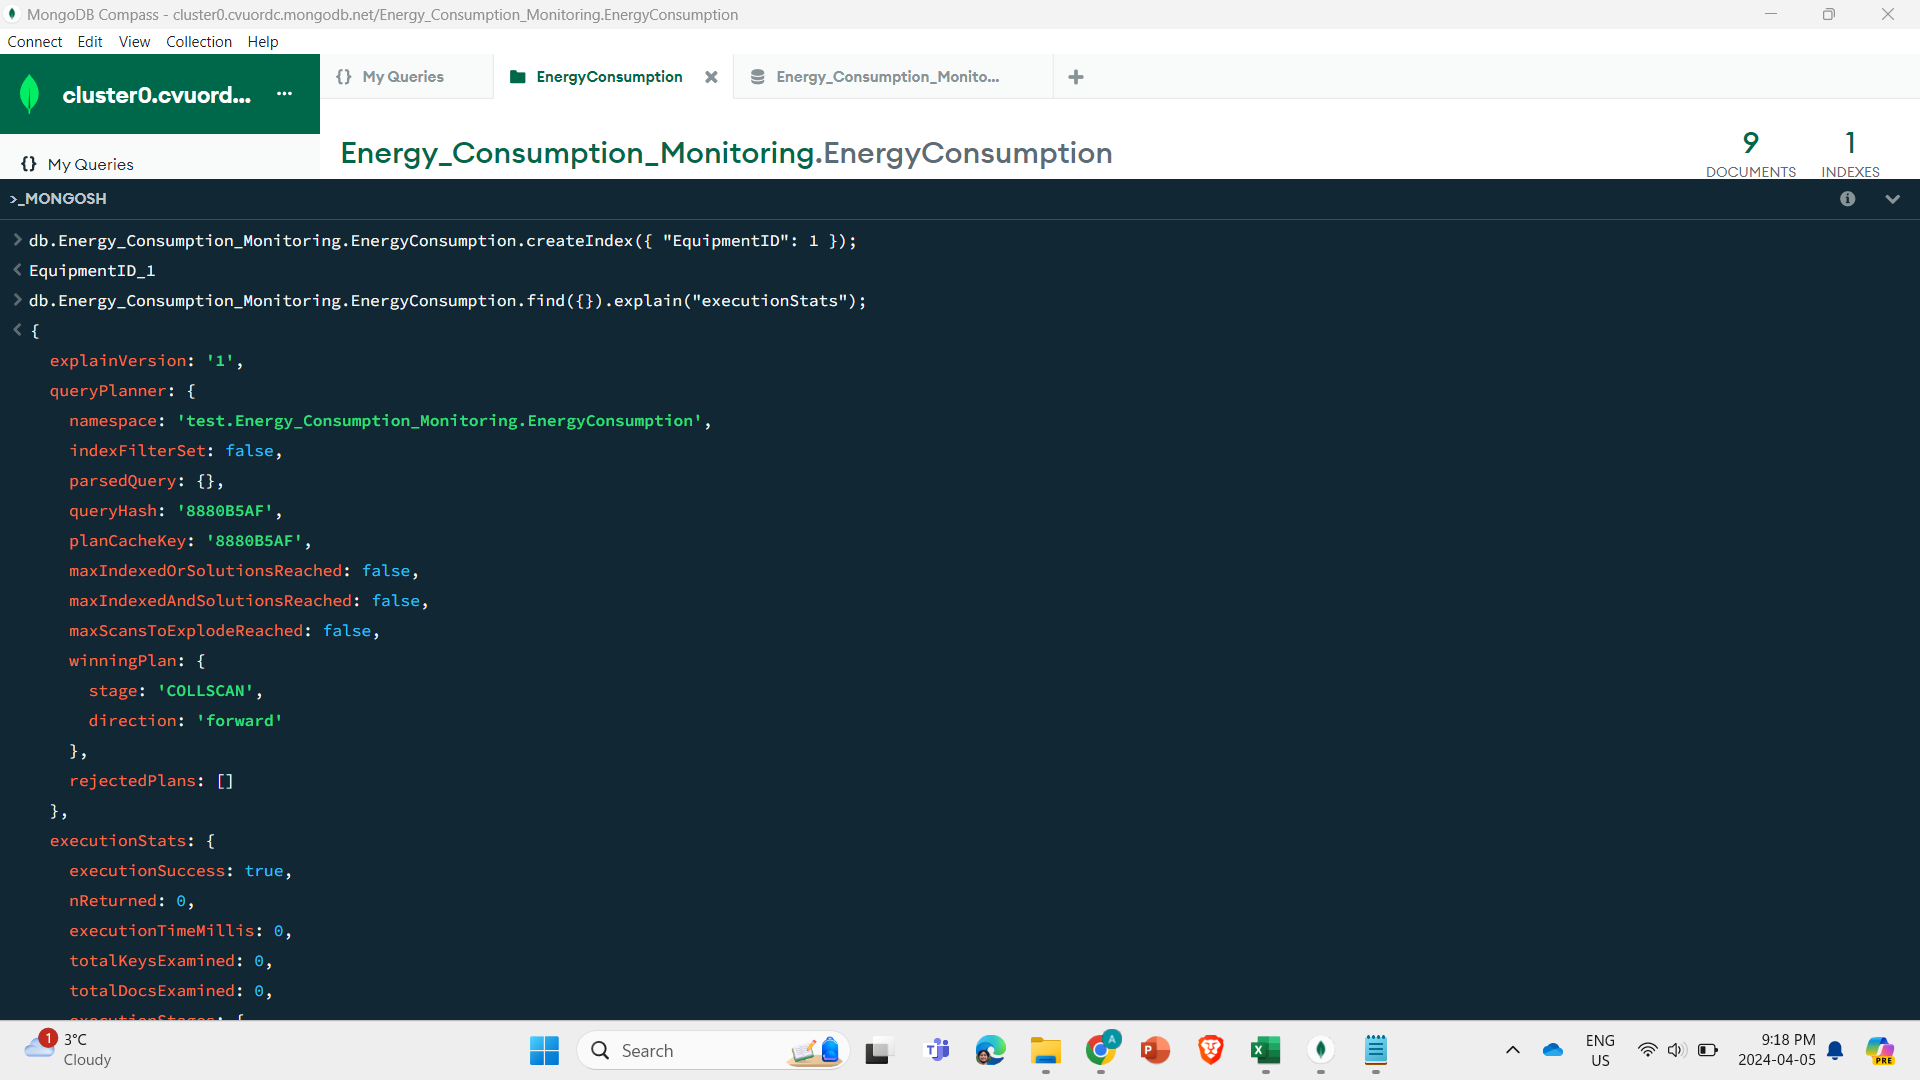 MongoDB Compass - cluster0.cvuordc.mongodb.net/Energy_Consumption_Monitoring.EnergyConsumption
Connect Edit View Collection Help
cluster0.cvuord... ...
{} My Queries
EnergyConsumption
Energy_Consumption_Monito...
{} My Queries
Energy_Consumption_Monitoring.EnergyConsumption
9
DOCUMENTS
1
INDEXES
>_MONGOSH
> db.Energy_Consumption_Monitoring.EnergyConsumption.createIndex({ "EquipmentID": 1 });
< EquipmentID_1
> db.Energy_Consumption_Monitoring.EnergyConsumption.find({}).explain("executionStats");
< {
explainVersion: '1',
queryPlanner: {
namespace: 'test.Energy_Consumption_Monitoring.EnergyConsumption',
indexFilterSet: false,
parsedQuery: {},
queryHash: '8880B5AF',
planCacheKey: '8880B5AF',
maxIndexedOrSolutionsReached: false,
maxIndexedAndSolutionsReached: false,
maxScansToExplodeReached: false,
winningPlan: {
stage: 'COLLSCAN',
direction: 'forward'
},
rejectedPlans: []
},
executionStats: {
executionSuccess: true,
nReturned: 0,
executionTimeMillis: 0,
totalKeysExamined: 0,
totalDocsExamined: 0,
executionStages: {
1
3°C
Cloudy
Search
A
ENG
US
9:18 PM
2024-04-05
PRE